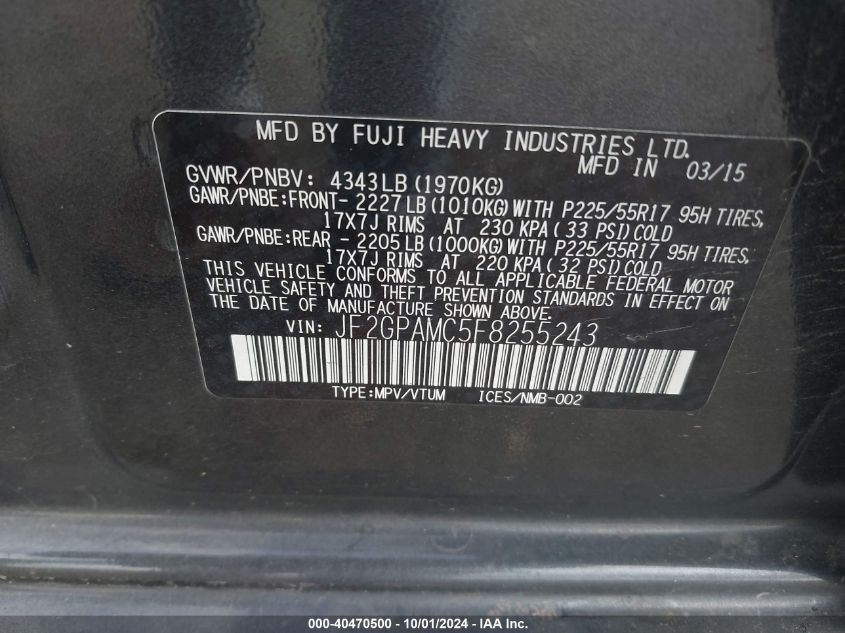 MFD BY FUJI HEAVY INDUSTRIES LTD.
MFD IN 03/15
GVWR/PNBV: 4343LB(1970KG)
GAWR/PNBE:FRONT-2227LB(1010KG)WITH P225/55R17 95H TIRES,
17X7J RIMS AT 230 KPA(33 PSI)COLD
GAWR/PNBE:REAR -2205LB(1000KG)WITH P225/55R17 95H TIRES,
17X7J RIMS AT 220 KPA(32 PSI)COLD
THIS VEHICLE CONFORMS TO ALL APPLICABLE FEDERAL MOTOR
VEHICLE SAFETY AND THEFT PREVENTION STANDARDS IN EFFECT ON
THE DATE OF MANUFACTURE SHOWN ABOVE.
VIN: JF2GPAMC5F8255243
TYPE:MPV/VTUM ICES/NMB-002
000-40470500 - 10/01/2024 - IAA Inc.